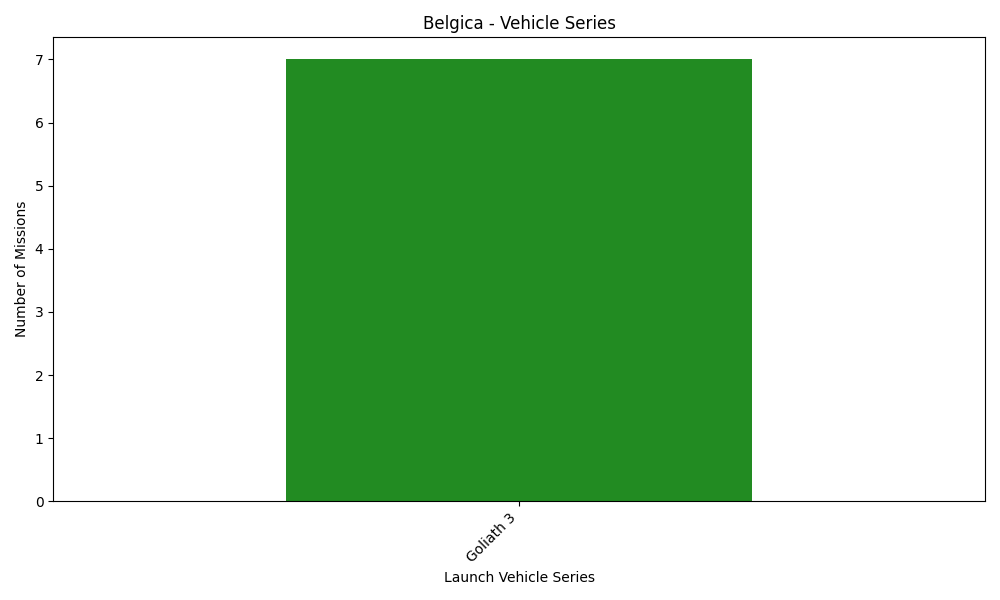 Belgica - Vehicle Series
Number of Missions
7
6
5
4
3
2
1
0
Goliath 3
Launch Vehicle Series